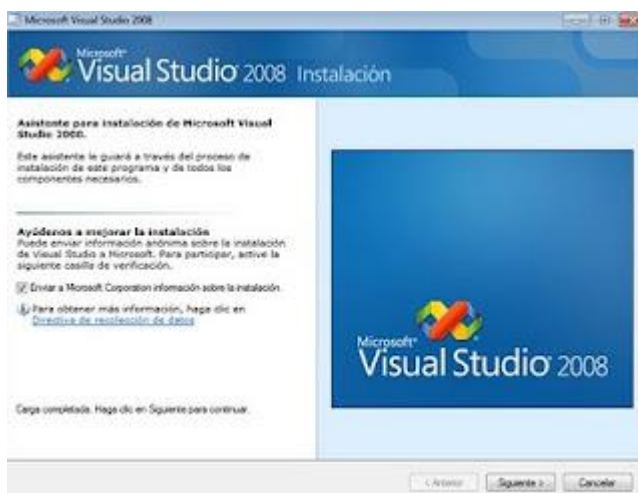 Microsoft Visual Studio 2008
Microsoft®
Visual Studio® 2008 Instalación
Asistente para instalación de Microsoft Visual
Studio 2008.
Este asistente le guiará a través del proceso de
instalación de este programa y de todos los
componentes necesarios.
Ayúdenos a mejorar la instalación
Puede enviar información anónima sobre la instalación
de Visual Studio a Microsoft. Para participar, active la
siguiente casilla de verificación.
Enviar a Microsoft Corporation información sobre la instalación.
Para obtener más información, haga clic en
Directiva de recolección de datos
Microsoft®
Visual Studio® 2008
Carga completada. Haga clic en Siguiente para continuar.
< Anterior Siguiente > Cancelar